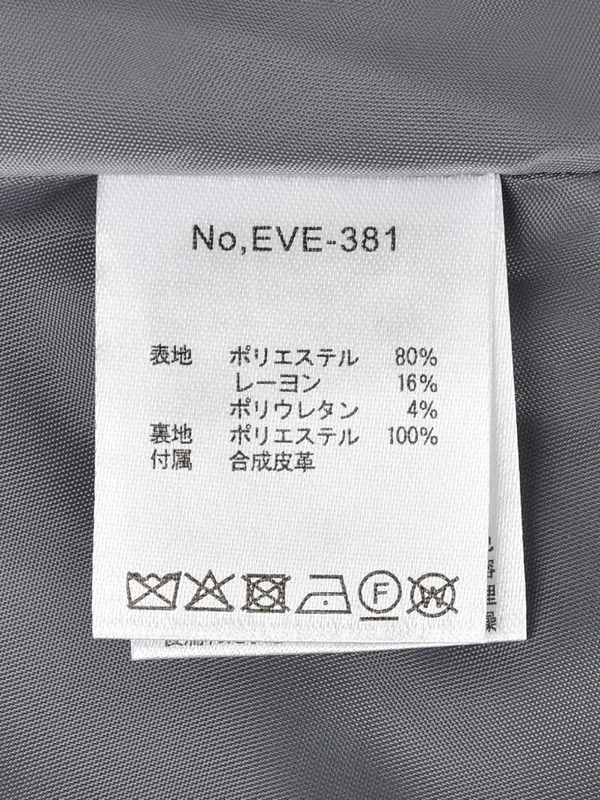 No,EVE-381
表地 ポリエステル 80%
レーヨン 16%
ポリウレタン 4%
裏地 ポリエステル 100%
付属 合成皮革
F W